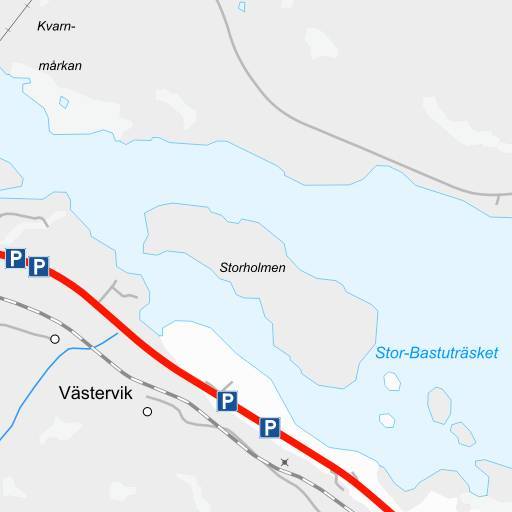 Kvarn-
mårkan
Storholmen
P
P
Stor-Bastuträsket
Västervik
P
P